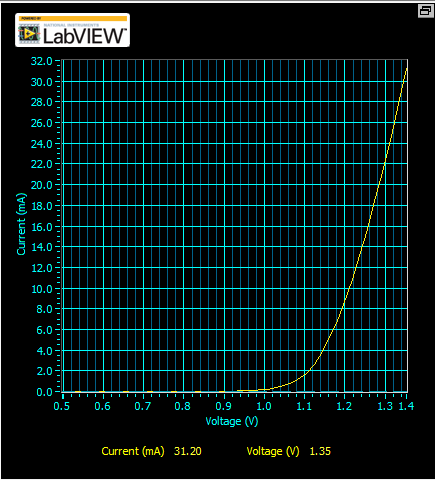 POWERED BY
NATIONAL INSTRUMENTS
LabVIEW™
32.0
30.0
28.0
26.0
24.0
22.0
20.0
18.0
16.0
14.0
12.0
10.0
8.0
6.0
4.0
2.0
0.0
Current (mA)
0.5 0.6 0.7 0.8 0.9 1.0 1.1 1.2 1.3 1.4
Voltage (V)
Current (mA) 31.20 Voltage (V) 1.35